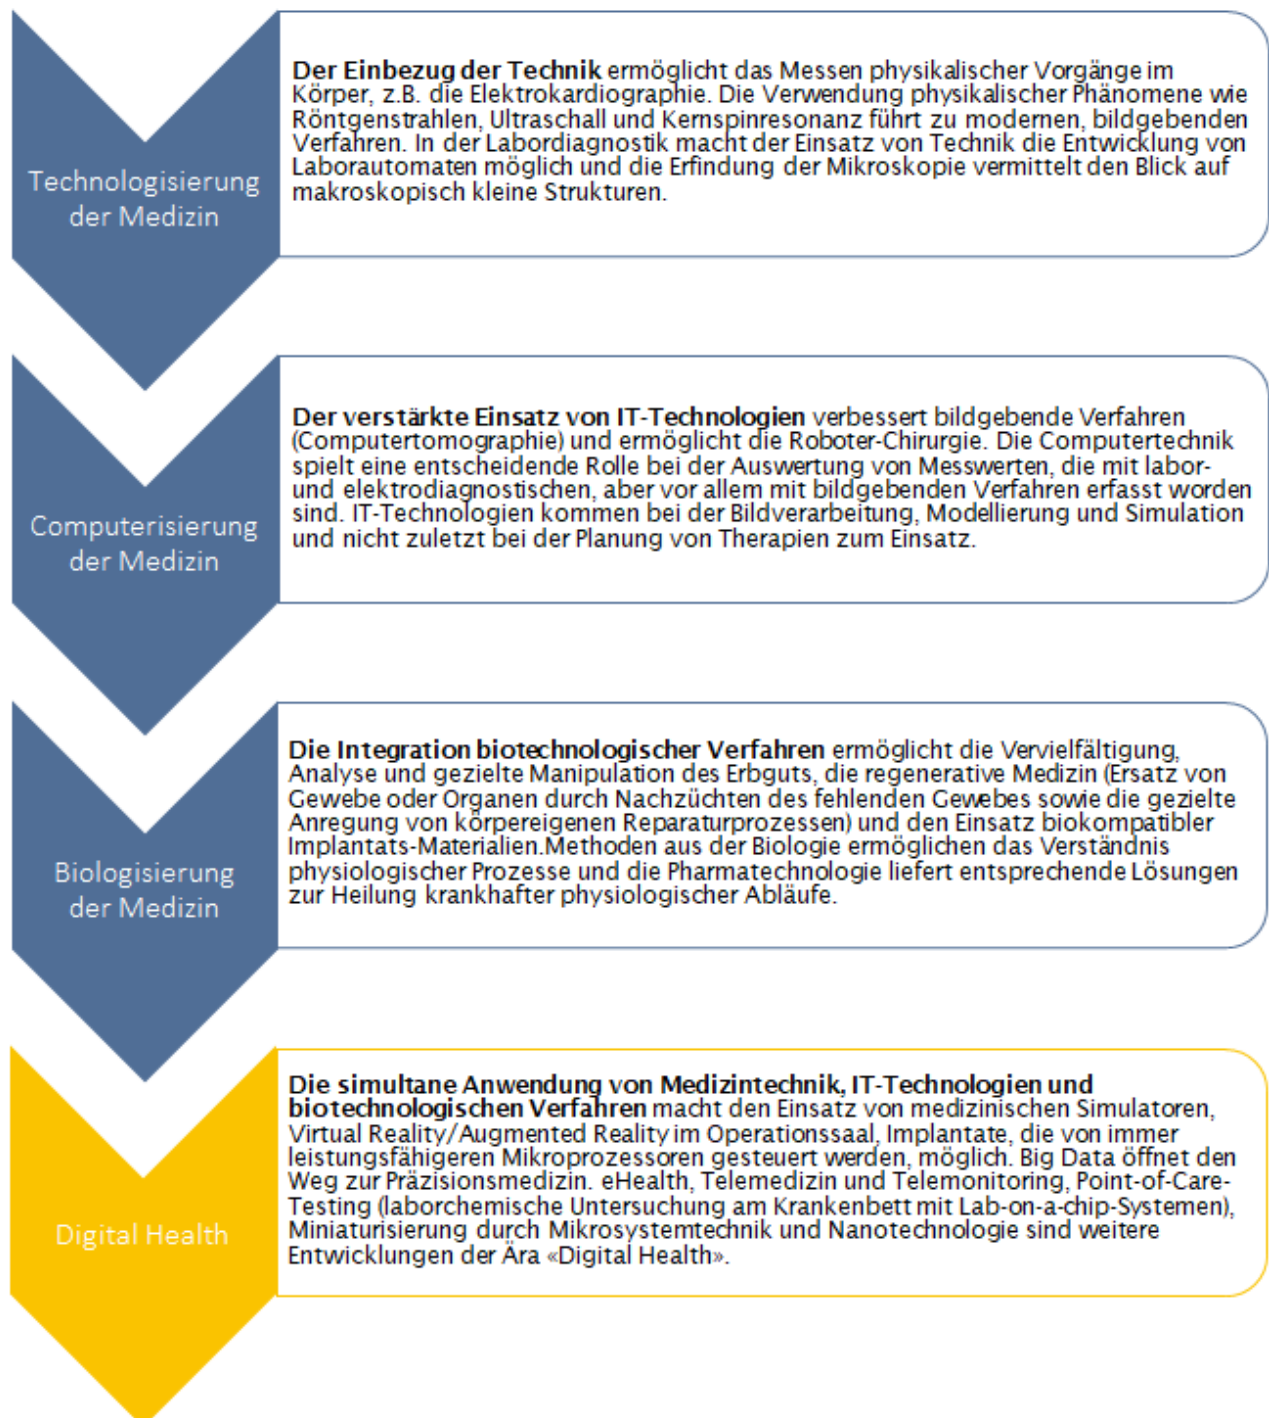 Technologisierung
der Medizin
Der Einbezug der Technik ermöglicht das Messen physikalischer Vorgänge im
Körper, z.B. die Elektrokardiographie. Die Verwendung physikalischer Phänomene wie
Röntgenstrahlen, Ultraschall und Kernspinresonanz führt zu modernen, bildgebenden
Verfahren. In der Labordiagnostik macht der Einsatz von Technik die Entwicklung von
Laborautomaten möglich und die Erfindung der Mikroskopie vermittelt den Blick auf
makroskopisch kleine Strukturen.
Computerisierung
der Medizin
Der verstärkte Einsatz von IT-Technologien verbessert bildgebende Verfahren
(Computertomographie) und ermöglicht die Roboter-Chirurgie. Die Computertechnik
spielt eine entscheidende Rolle bei der Auswertung von Messwerten, die mit labor-
und elektrodiagnostischen, aber vor allem mit bildgebenden Verfahren erfasst worden
sind. IT-Technologien kommen bei der Bildverarbeitung, Modellierung und Simulation
und nicht zuletzt bei der Planung von Therapien zum Einsatz.
Biologisierung
der Medizin
Die Integration biotechnologischer Verfahren ermöglicht die Vervielfältigung,
Analyse und gezielte Manipulation des Erbguts, die regenerative Medizin (Ersatz von
Gewebe oder Organen durch Nachzüchten des fehlenden Gewebes sowie die gezielte
Anregung von körpereigenen Reparaturprozessen) und den Einsatz biokompatibler
Implantats-Materialien.Methoden aus der Biologie ermöglichen das Verständnis
physiologischer Prozesse und die Pharmatechnologie liefert entsprechende Lösungen
zur Heilung krankhafter physiologischer Abläufe.
Digital Health
Die simultane Anwendung von Medizintechnik, IT-Technologien und
biotechnologischen Verfahren macht den Einsatz von medizinischen Simulatoren,
Virtual Reality/Augmented Reality im Operationssaal, Implantate, die von immer
leistungsfähigeren Mikroprozessoren gesteuert werden, möglich. Big Data öffnet den
Weg zur Präzisionsmedizin. eHealth, Telemedizin und Telemonitoring, Point-of-Care-
Testing (laborchemische Untersuchung am Krankenbett mit Lab-on-a-chip-Systemen),
Miniaturisierung durch Mikrosystemtechnik und Nanotechnologie sind weitere
Entwicklungen der Ära «Digital Health».